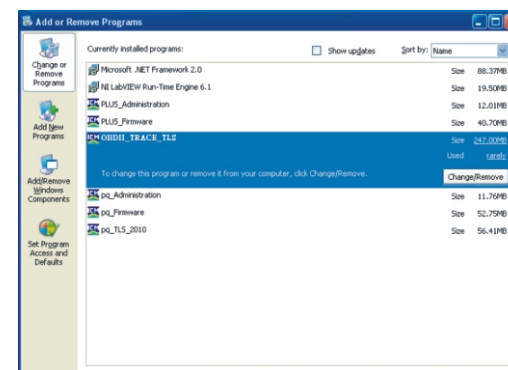 Add or Remove Programs
Change or
Remove
Programs
Add New
Programs
Add/Remove
Windows
Components
Set Program
Access and
Defaults
Currently installed programs:
Show updates
Sort by: Name
Microsoft .NET Framework 2.0 Size 88.37MB
NI LabVIEW Run-Time Engine 6.1 Size 19.50MB
PLUS_Administration Size 12.01MB
PLUS_Firmware Size 40.70MB
OBDII_TRACE_TLS Size 247.00MB
Used rarely
To change this program or remove it from your computer, click Change/Remove.
Change/Remove
pq_Administration Size 11.76MB
pq_Firmware Size 52.75MB
pq_TLS_2010 Size 56.41MB